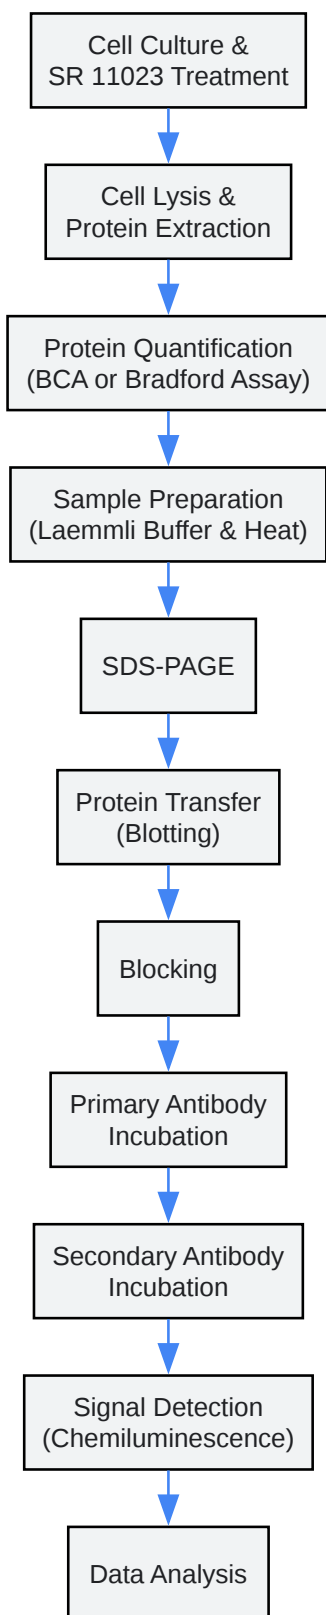 Cell Culture &
SR 11023 Treatment
Cell Lysis &
Protein Extraction
Protein Quantification
(BCA or Bradford Assay)
Sample Preparation
(Laemmli Buffer & Heat)
SDS-PAGE
Protein Transfer
(Blotting)
Blocking
Primary Antibody
Incubation
Secondary Antibody
Incubation
Signal Detection
(Chemiluminescence)
Data Analysis